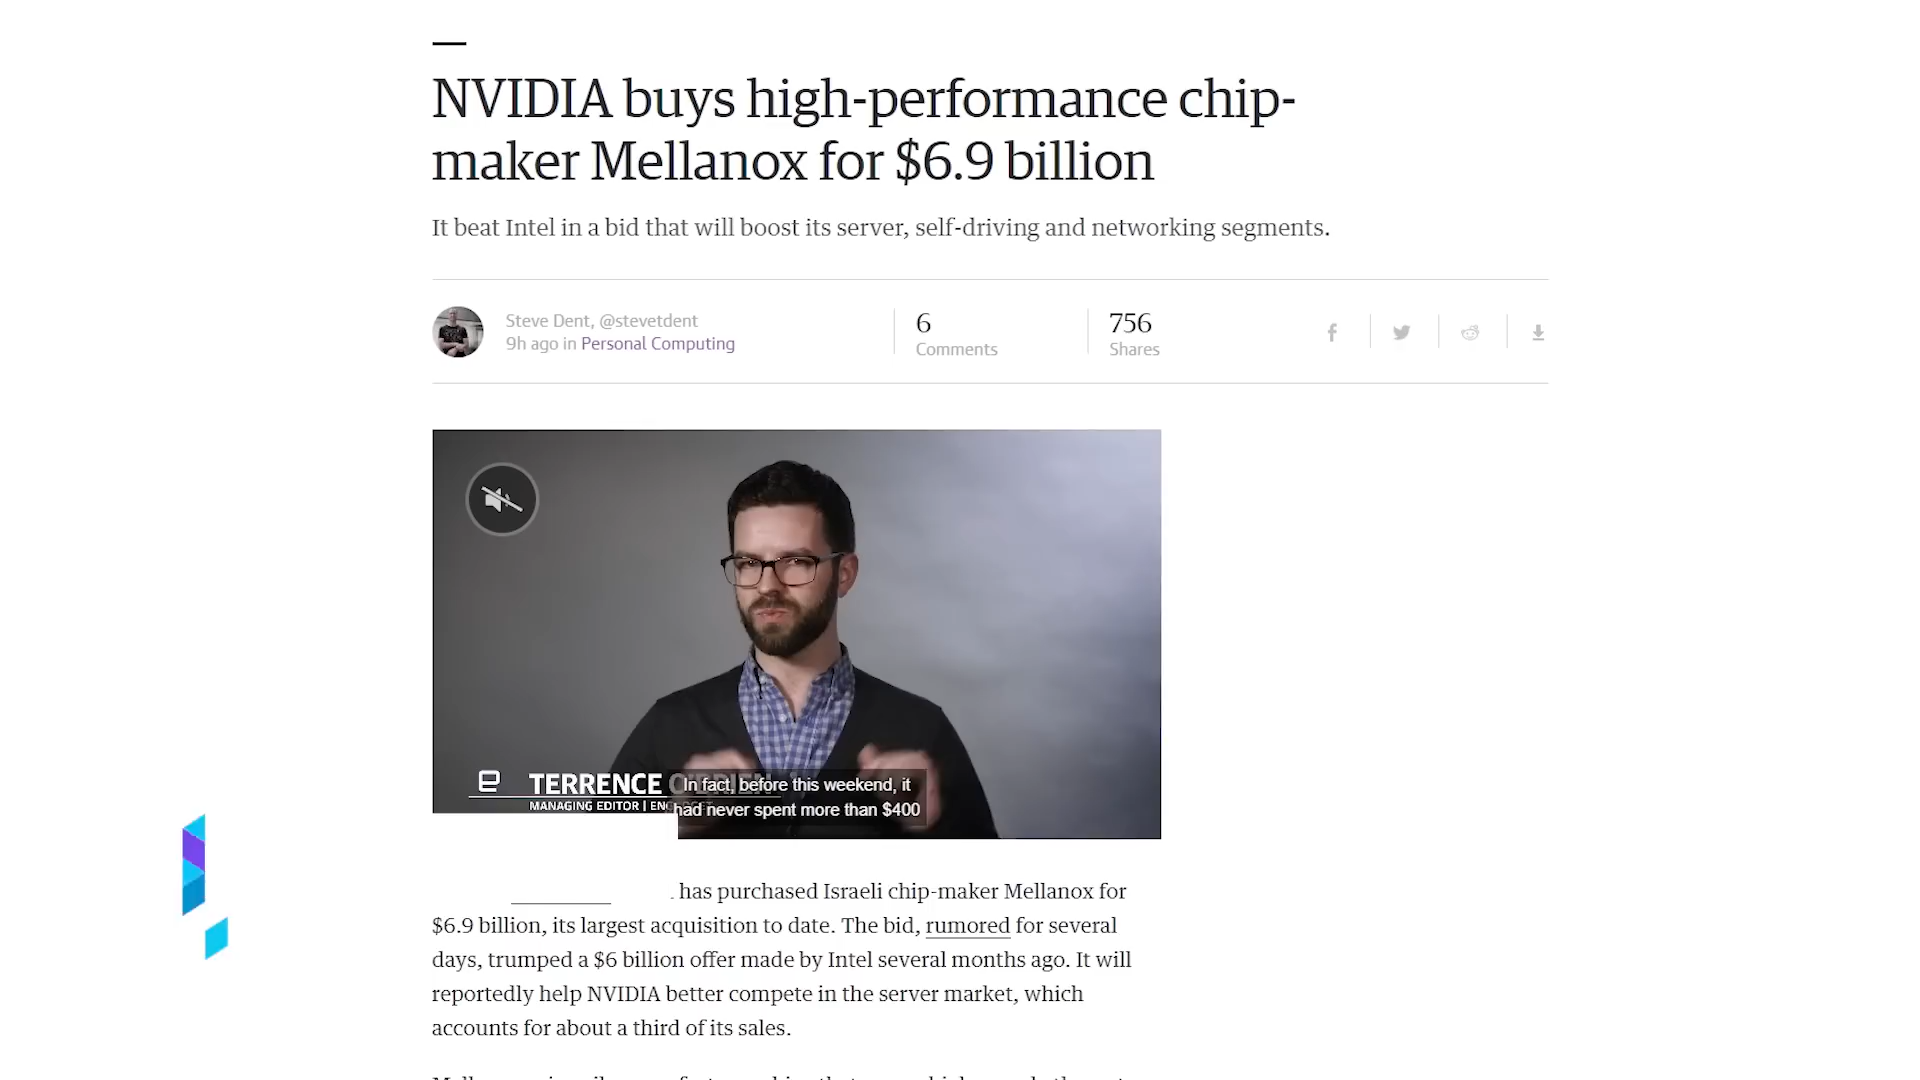 NVIDIA buys high-performance chip-
maker Mellanox for $6.9 billion
It beat Intel in a bid that will boost its server, self-driving and networking segments.
Steve Dent, @stevetdent
9h ago in Personal Computing
6
Comments
756
Shares
TERRENCE
MANAGING EDITOR |
In fact, before this weekend, it
had never spent more than $400
. has purchased Israeli chip-maker Mellanox for
$6.9 billion, its largest acquisition to date. The bid, rumored for several
days, trumped a $6 billion offer made by Intel several months ago. It will
reportedly help NVIDIA better compete in the server market, which
accounts for about a third of its sales.